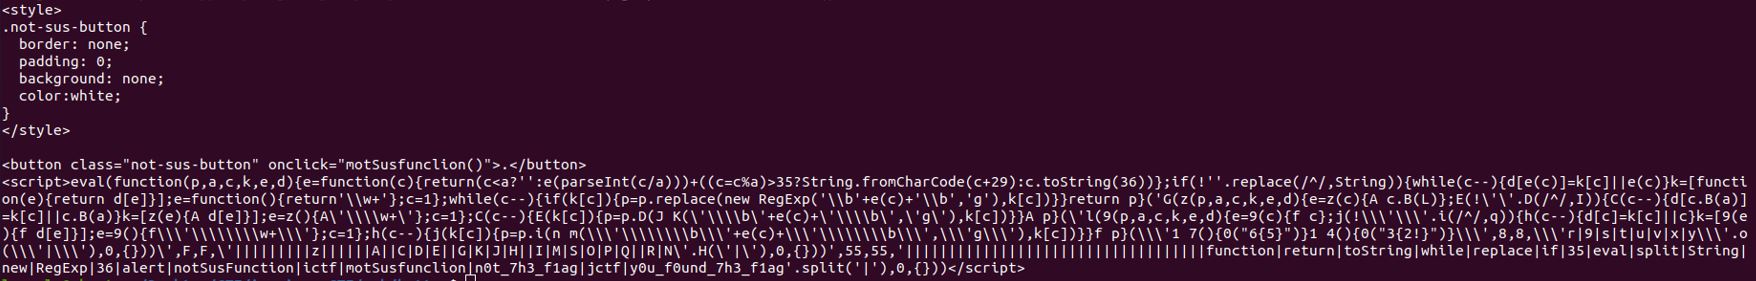 <style>
.not-sus-button {
  border: none;
  padding: 0;
  background: none;
  color:white;
}
</style>
<button class="not-sus-button" onclick="motSusfunclion()">.</button>
<script>eval(function(p,a,c,k,e,d){e=function(c){return(c<a?'':e(parseInt(c/a)))+((c=c%a)>35?String.fromCharCode(c+29):c.toString(36))};if(!''.replace(/^/,String)){while(c--){d[e(c)]=k[c]||e(c)}k=[functi
on(e){return d[e]}];e=function(){return'\\w+'};c=1};while(c--){if(k[c]){p=p.replace(new RegExp('\\b'+e(c)+'\\b','g'),k[c])}}return p}('G(z(p,a,c,k,e,d){e=z(c){A c.B(L)};E(!\'\'.D(/^/,I)){C(c--){d[c.B(a)]
=k[c]||c.B(a)}k=[z(e){A d[e]}];e=z(){A\'\\\\w+\'};c=1};C(c--){E(k[c]){p=p.D(J K(\'\\\\b\'+e(c)+\'\\\\b\',\'g\'),k[c])}}A p}(\'l(9(p,a,c,k,e,d){e=9(c){f c};j(!\\\'\\\'.i(/^/,q)){h(c--){d[c]=k[c]||c}k=[9(e)
{f d[e]}];e=9(){f\\\'\\\\\\\\w+\\\'};c=1};h(c--){j(k[c]){p=p.i(n m(\\\'\\\\\\\\b\\\'+e(c)+\\\'\\\\\\\\b\\\',\\\'g\\\'),k[c])}}f p}(\\\'1 7(){0("6{5}")}1 4(){0("3{2!}")}\\\',8,8,\\\'r|9|s|t|u|v|x|y\\\'.o
(\\\'|\\\'),0,{}))\',F,F,\'|||||||||z||||||A||C|D|E||G|K|J|H||I|M|S|O|P|Q||R|N\'.H(\'|\'),0,{}))',55,55,'|||||||||||||||||||||||||||||||||||function|return|toString|while|replace|if|35|eval|split|String|
new|RegExp|36|alert|notSusFunction|ictf|motSusfunclion|n0t_7h3_f1ag|jctf|y0u_f0und_7h3_f1ag'.split('|'),0,{}))</script>